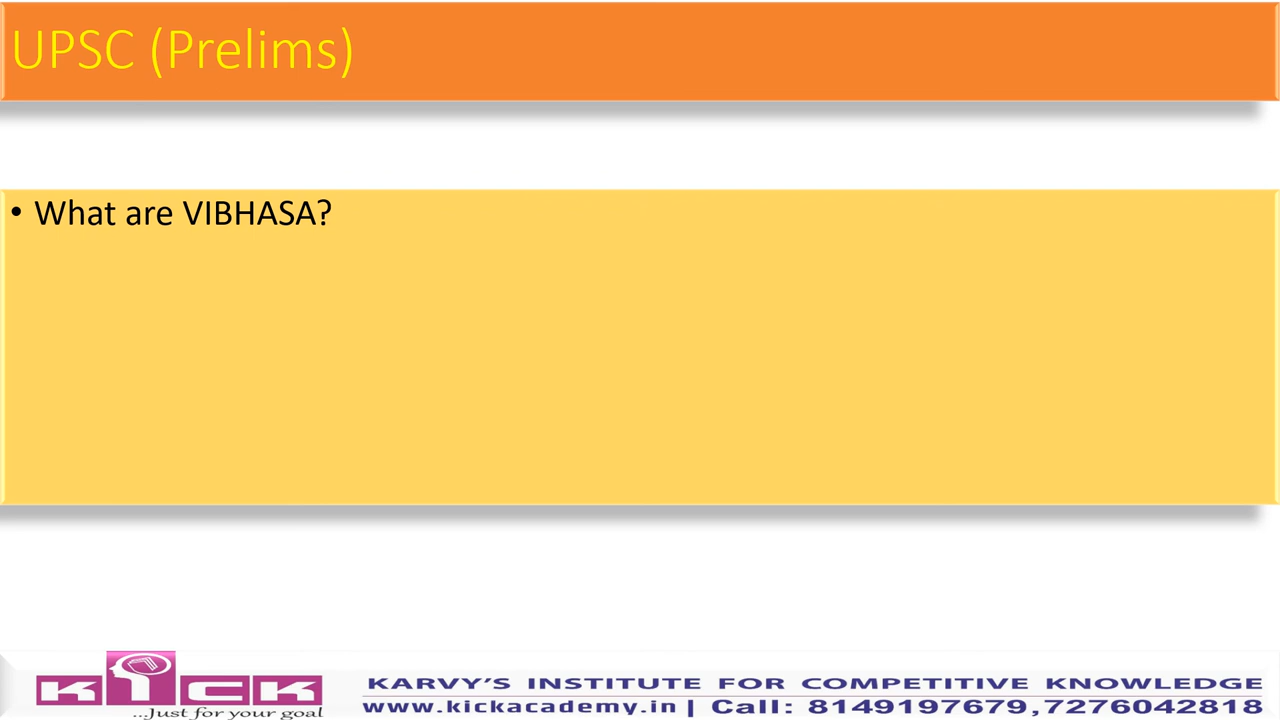 UPSC (Prelims)
• What are VIBHASA?
KICK
...Just for your goal
KARVY'S INSTITUTE FOR COMPETITIVE KNOWLEDGE
www.kickacademy.in | Call: 8149197679,7276042818